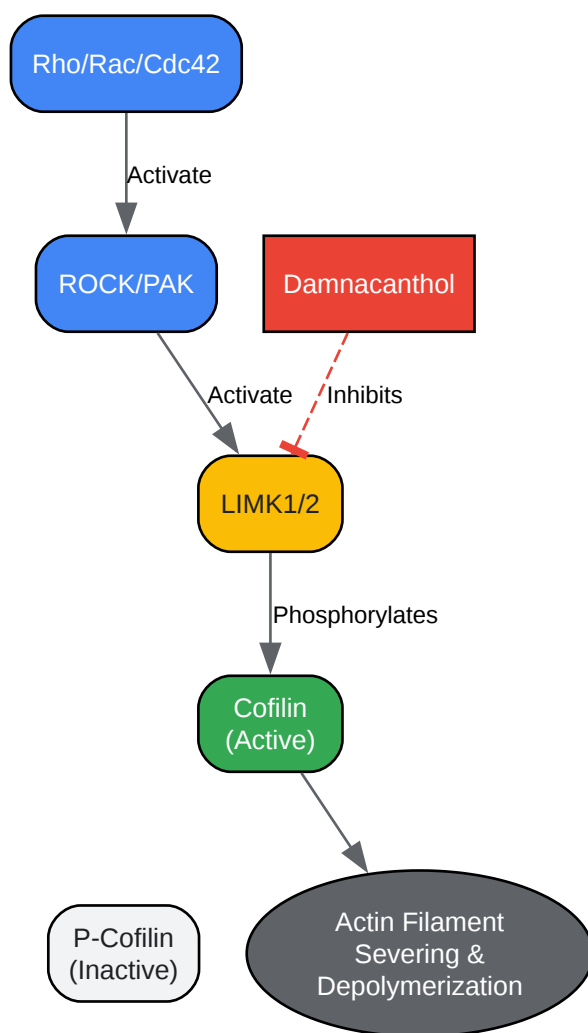 Rho/Rac/Cdc42
Activate
ROCK/PAK
Damnacanthol
Activate
Inhibits
LIMK1/2
Phosphorylates
Cofilin
(Active)
P-Cofilin
(Inactive)
Actin Filament
Severing &
Depolymerization